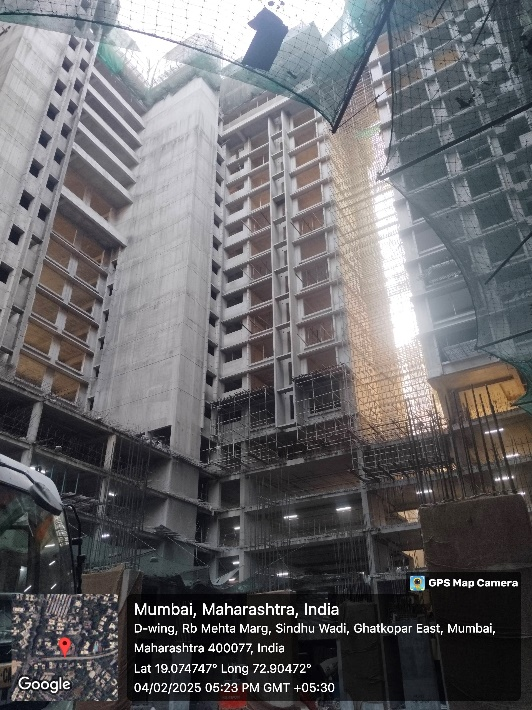 GPS Map Camera
Mumbai, Maharashtra, India
D-wing, Rb Mehta Marg, Sindhu Wadi, Ghatkopar East, Mumbai,
Maharashtra 400077, India
Lat 19.074747° Long 72.90472°
04/02/2025 05:23 PM GMT +05:30
Google